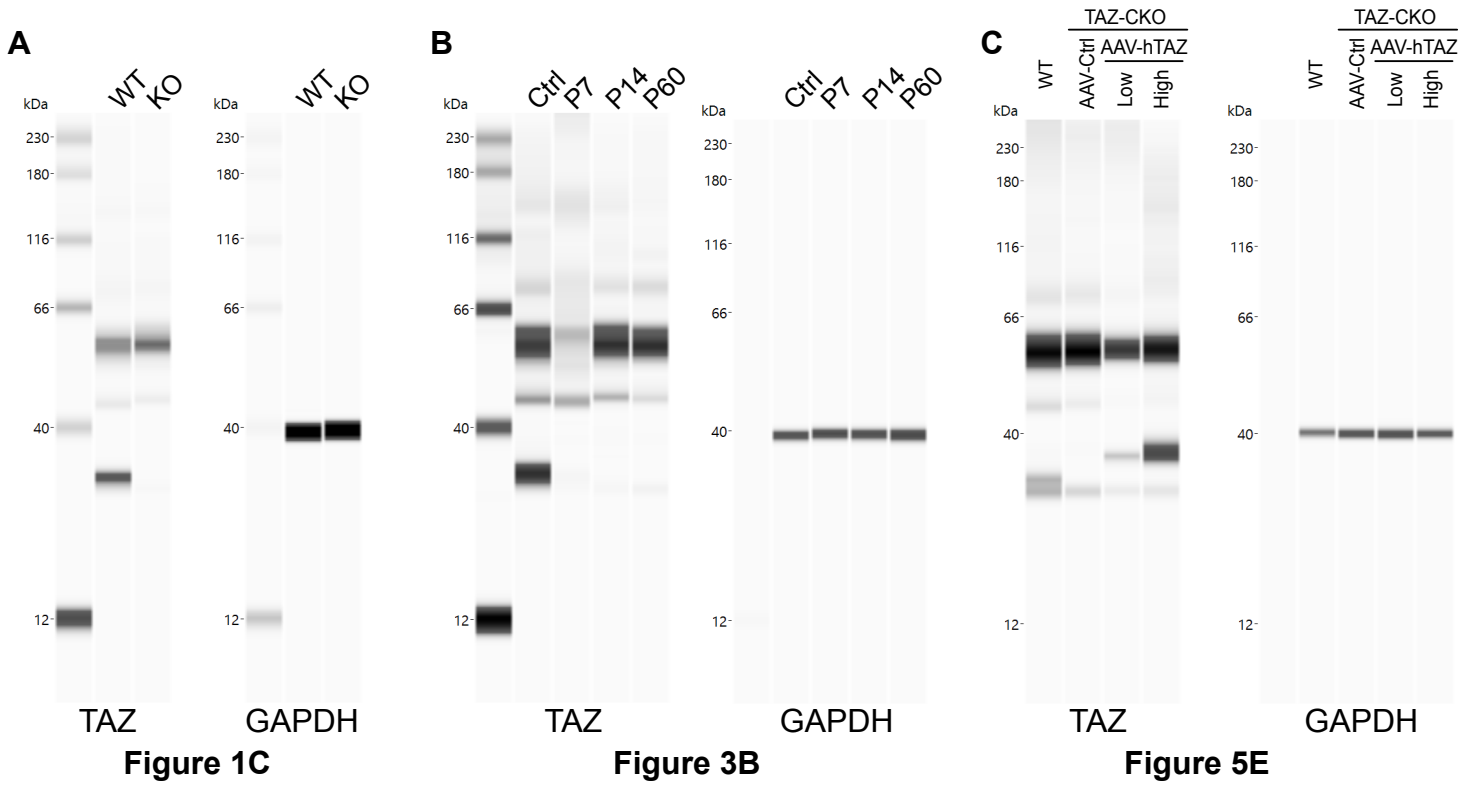 A
WT
KO
kDa
230-
180-
116-
66-
40-
12-
TAZ
WT
KO
kDa
230-
180-
116-
66-
40-
12-
GAPDH
Figure 1C
B
Ctrl
P7
P14
P60
kDa
230-
180-
116-
66-
40-
12-
TAZ
Ctrl
P7
P14
P60
kDa
230-
180-
116-
66-
40-
12-
GAPDH
Figure 3B
C
TAZ-CKO
AAV-hTAZ
WT
AAV-Ctrl
Low
High
kDa
230-
180-
116-
66-
40-
12-
TAZ
TAZ-CKO
AAV-hTAZ
WT
AAV-Ctrl
Low
High
kDa
230-
180-
116-
66-
40-
12-
GAPDH
Figure 5E